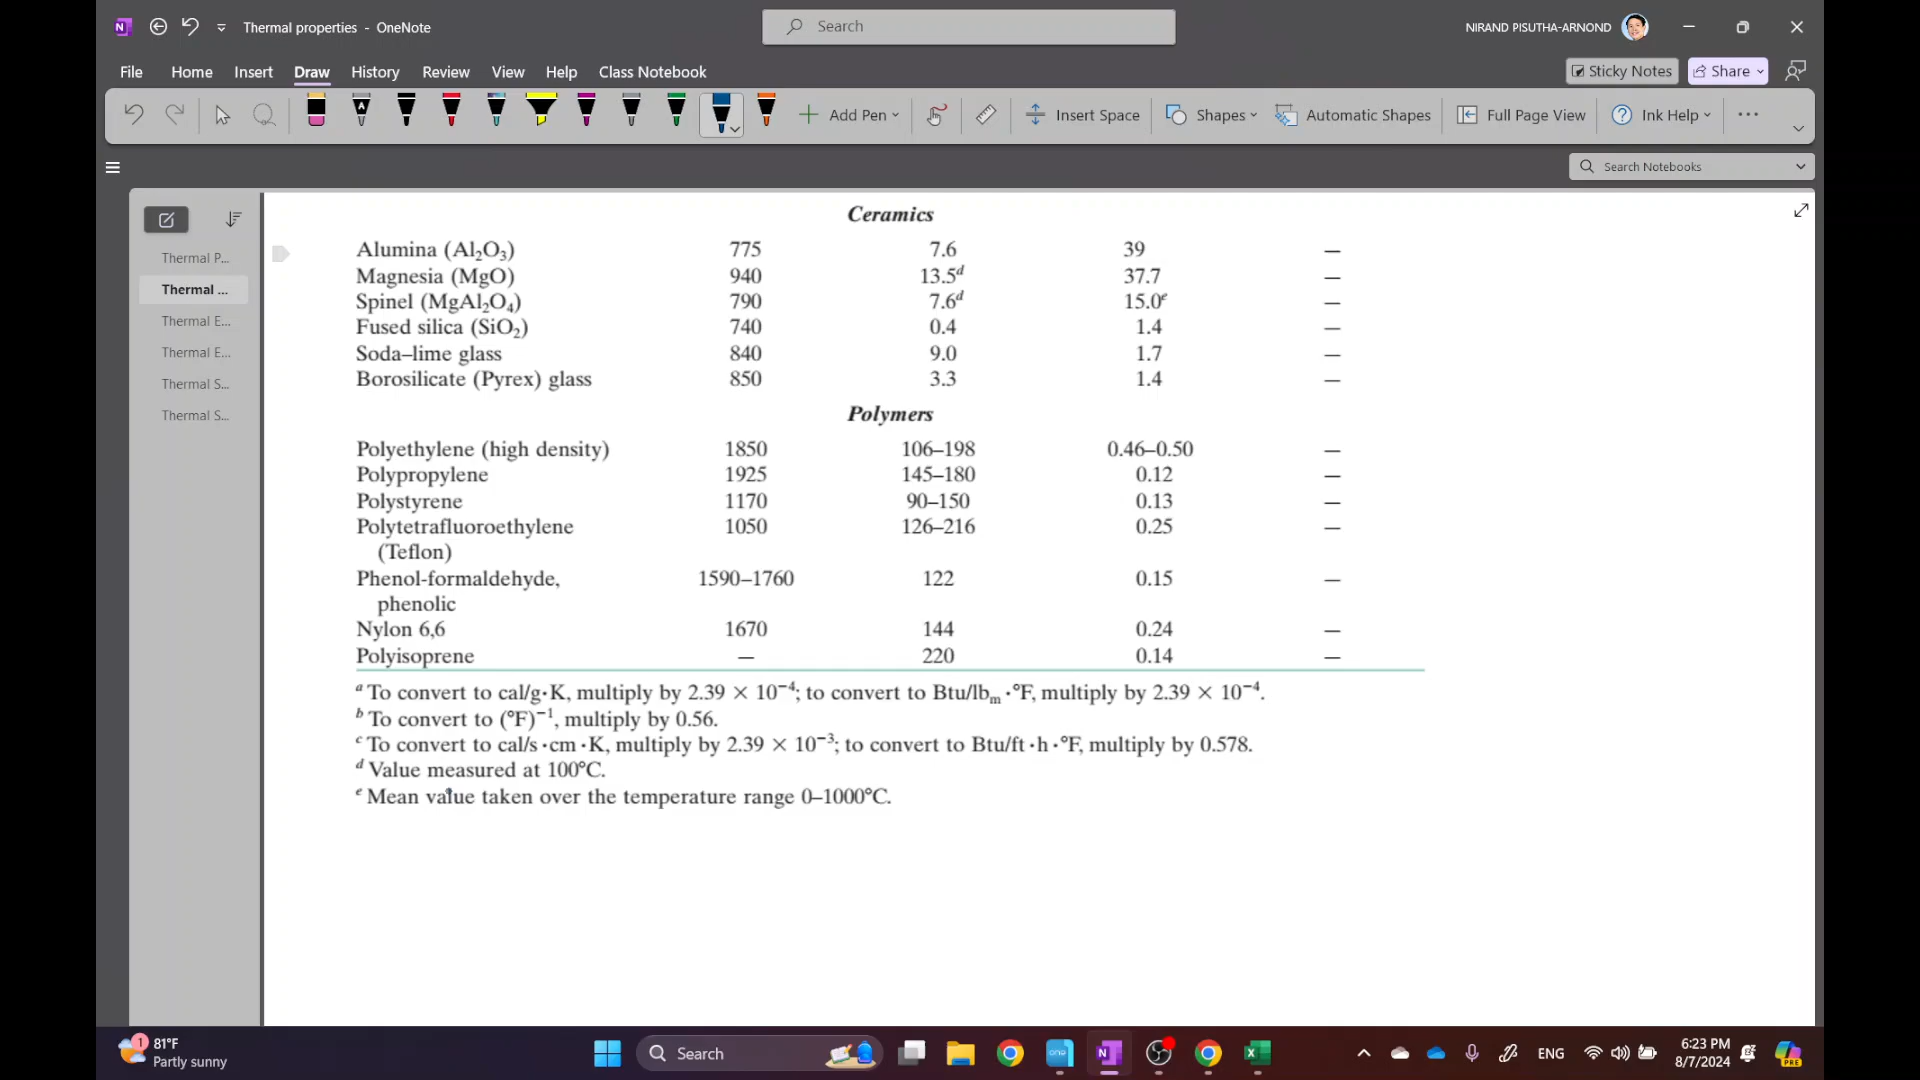 Thermal properties - OneNote
Search
NIRAND PISUTHA-ARNOND
File Home Insert Draw History Review View Help Class Notebook
Sticky Notes Share
Add Pen Insert Space Shapes Automatic Shapes Full Page View Ink Help
Search Notebooks
Thermal P...
Thermal ...
Thermal E...
Thermal E...
Thermal S...
Thermal S...
Ceramics
Alumina (Al₂O₃) 775 7.6 39 —
Magnesia (MgO) 940 13.5ᵈ 37.7 —
Spinel (MgAl₂O₄) 790 7.6ᵈ 15.0ᵉ —
Fused silica (SiO₂) 740 0.4 1.4 —
Soda–lime glass 840 9.0 1.7 —
Borosilicate (Pyrex) glass 850 3.3 1.4 —
Polymers
Polyethylene (high density) 1850 106–198 0.46–0.50 —
Polypropylene 1925 145–180 0.12 —
Polystyrene 1170 90–150 0.13 —
Polytetrafluoroethylene 1050 126–216 0.25 —
(Teflon)
Phenol-formaldehyde, 1590–1760 122 0.15 —
phenolic
Nylon 6,6 1670 144 0.24 —
Polyisoprene — 220 0.14 —
ᵃ To convert to cal/g·K, multiply by 2.39 × 10⁻⁴; to convert to Btu/lbₘ·°F, multiply by 2.39 × 10⁻⁴.
ᵇ To convert to (°F)⁻¹, multiply by 0.56.
ᶜ To convert to cal/s·cm·K, multiply by 2.39 × 10⁻³; to convert to Btu/ft·h·°F, multiply by 0.578.
ᵈ Value measured at 100°C.
ᵉ Mean value taken over the temperature range 0–1000°C.
1
81°F
Partly sunny
Search
ENG
6:23 PM
8/7/2024